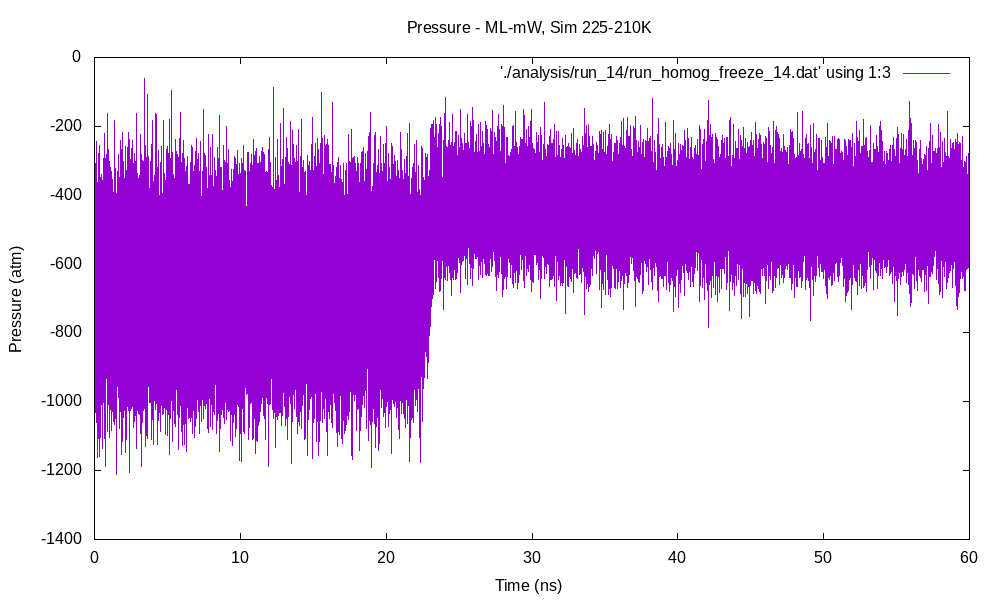 Pressure - ML-mW, Sim 225-210K
'./analysis/run_14/run_homog_freeze_14.dat' using 1:3
0
-200
-400
-600
-800
-1000
-1200
-1400
Pressure (atm)
0 10 20 30 40 50 60
Time (ns)